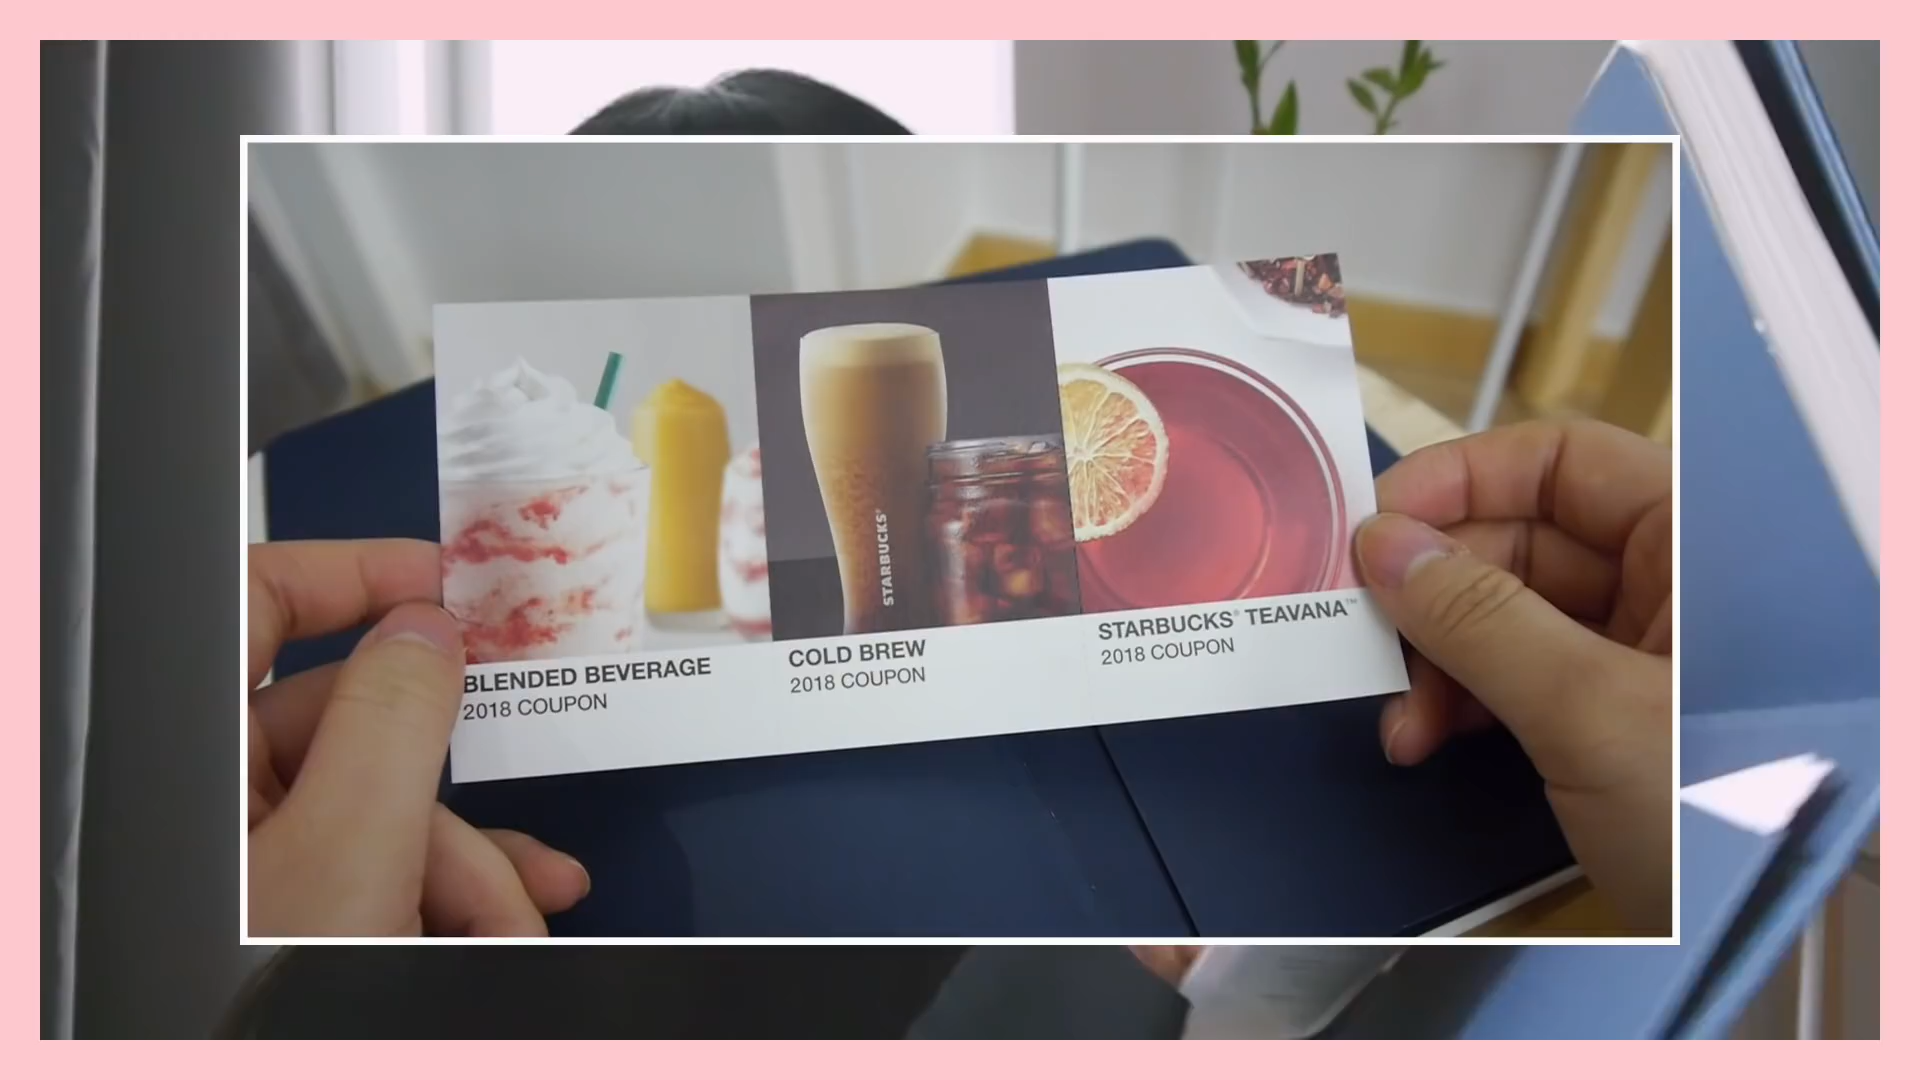 STARBUCKS®
BLENDED BEVERAGE
2018 COUPON
COLD BREW
2018 COUPON
STARBUCKS® TEAVANA™
2018 COUPON